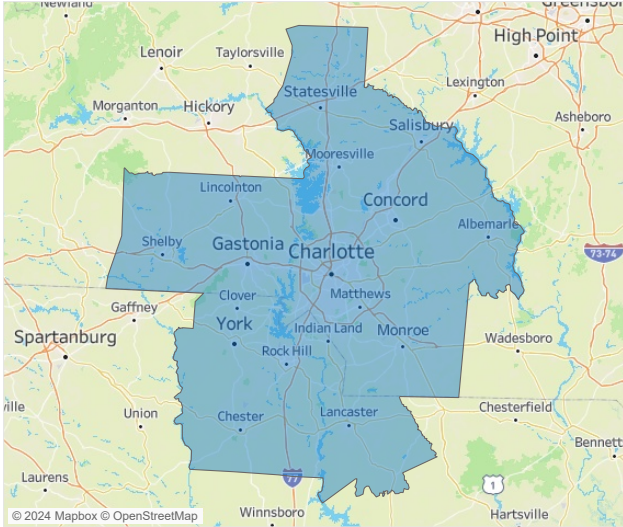 Newland
Greensboro
High Point
Lenoir
Taylorsville
Lexington
Statesville
Morganton
Hickory
Asheboro
Salisbury
Mooresville
Lincolnton
Concord
Albemarle
Shelby
Gastonia
Charlotte
73-74
Clover
Matthews
Gaffney
York
Indian Land
Monroe
Spartanburg
Wadesboro
Rock Hill
ville
Union
Chester
Lancaster
Chesterfield
Bennett
Laurens
77
1
Winnsboro
Hartsville
© 2024 Mapbox © OpenStreetMap